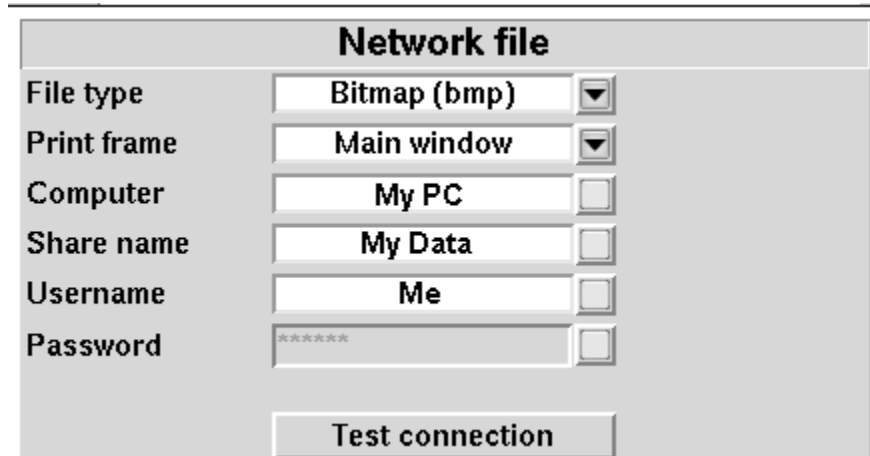 Network file
File type Bitmap (bmp)
Print frame Main window
Computer My PC
Share name My Data
Username Me
Password ******
Test connection